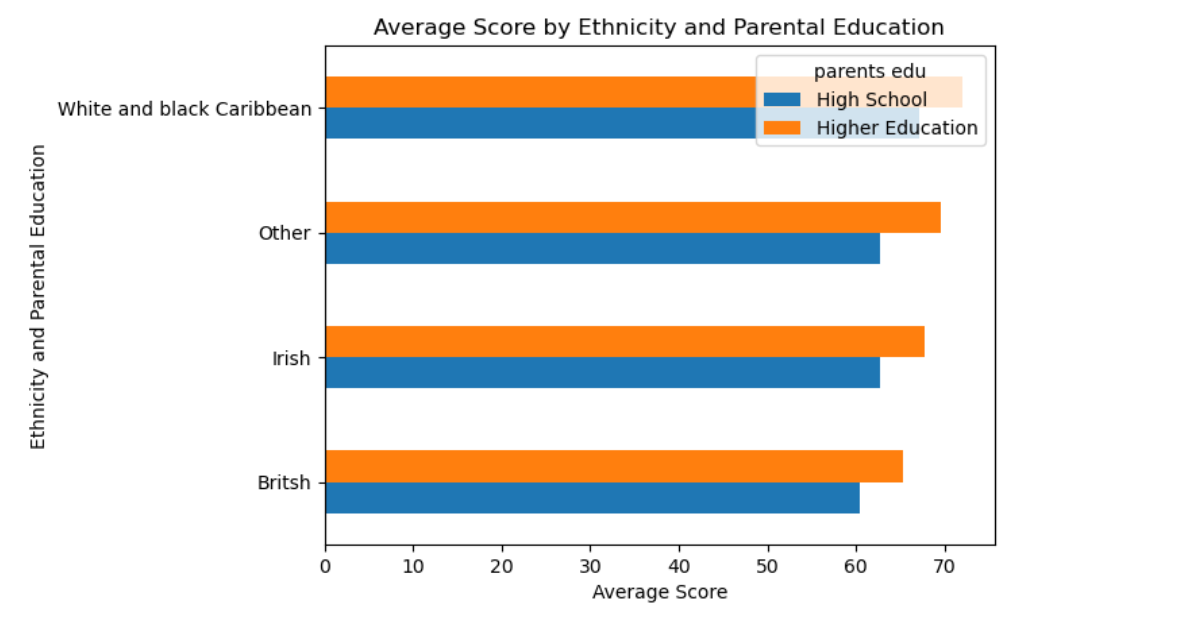 Average Score by Ethnicity and Parental Education
parents edu
High School
Higher Education
White and black Caribbean
Other
Irish
Britsh
Ethnicity and Parental Education
0 10 20 30 40 50 60 70
Average Score